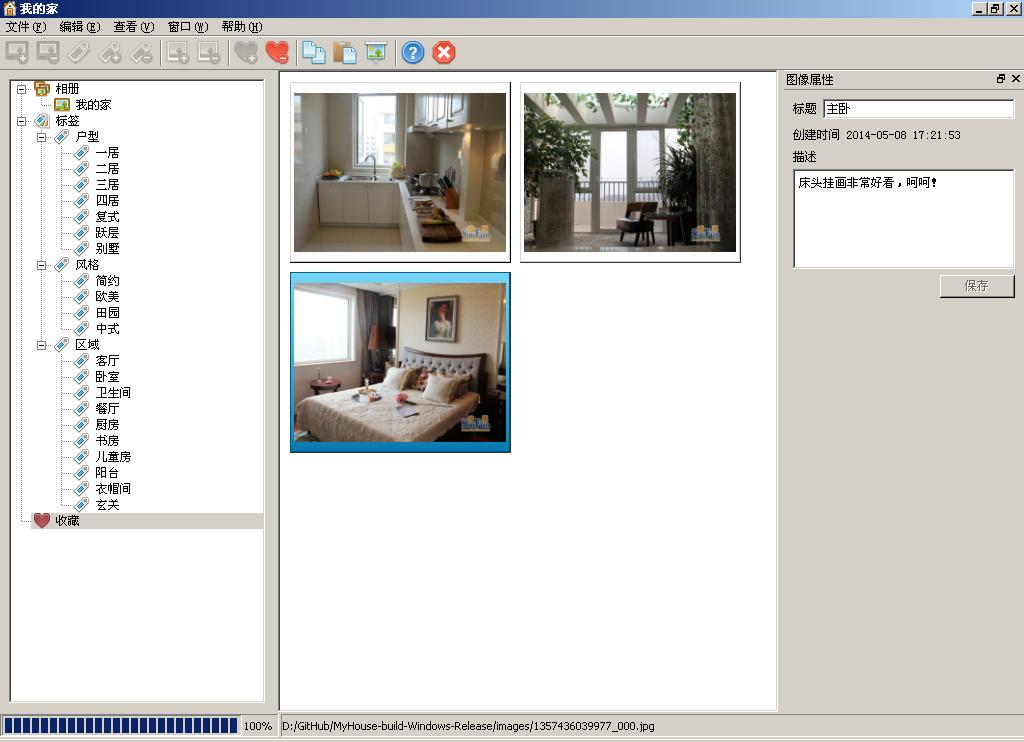 我的家
文件(F) 编辑(E) 查看(V) 窗口(W) 帮助(H)
相册
我的家
标签
户型
一居
二居
三居
四居
复式
跃层
别墅
风格
简约
欧美
田园
中式
区域
客厅
卧室
卫生间
餐厅
厨房
书房
儿童房
阳台
衣帽间
玄关
收藏
图像属性
标题 主卧
创建时间 2014-05-08 17:21:53
描述
床头挂画非常好看，呵呵！
保存
100% D:/GitHub/MyHouse-build-Windows-Release/images/1357436039977_000.jpg